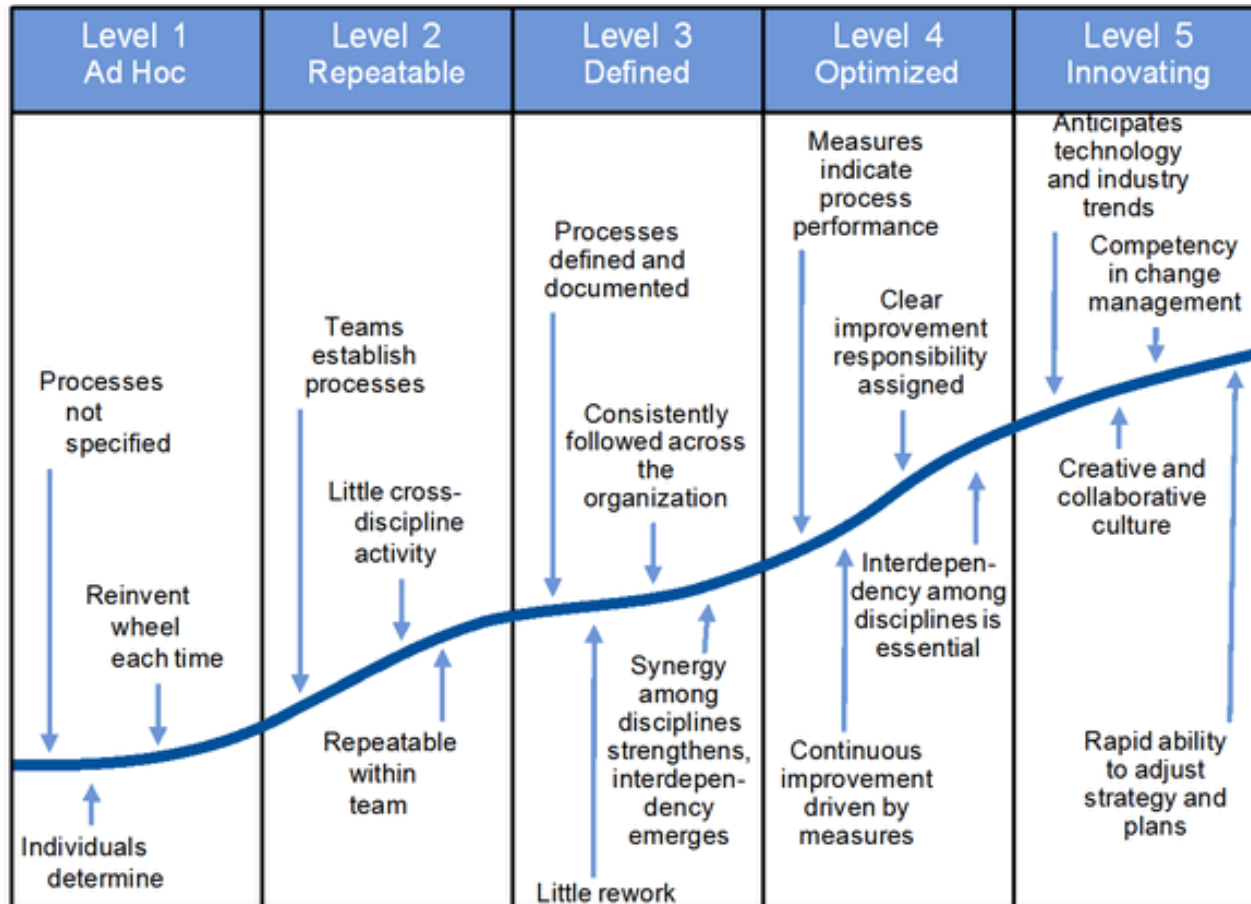 Level 1
Ad Hoc
Level 2
Repeatable
Level 3
Defined
Level 4
Optimized
Level 5
Innovating
Processes
not
specified
Reinvent
wheel
each time
Individuals
determine
Teams
establish
processes
Little cross-
discipline
activity
Repeatable
within
team
Processes
defined and
documented
Consistently
followed across
the
organization
Synergy
among
disciplines
strengthens,
interdepen-
dency
emerges
Little rework
Measures
indicate
process
performance
Clear
improvement
responsibility
assigned
Interdepen-
dency among
disciplines is
essential
Continuous
improvement
driven by
measures
Anticipates
technology
and industry
trends
Competency
in change
management
Creative and
collaborative
culture
Rapid ability
to adjust
strategy and
plans